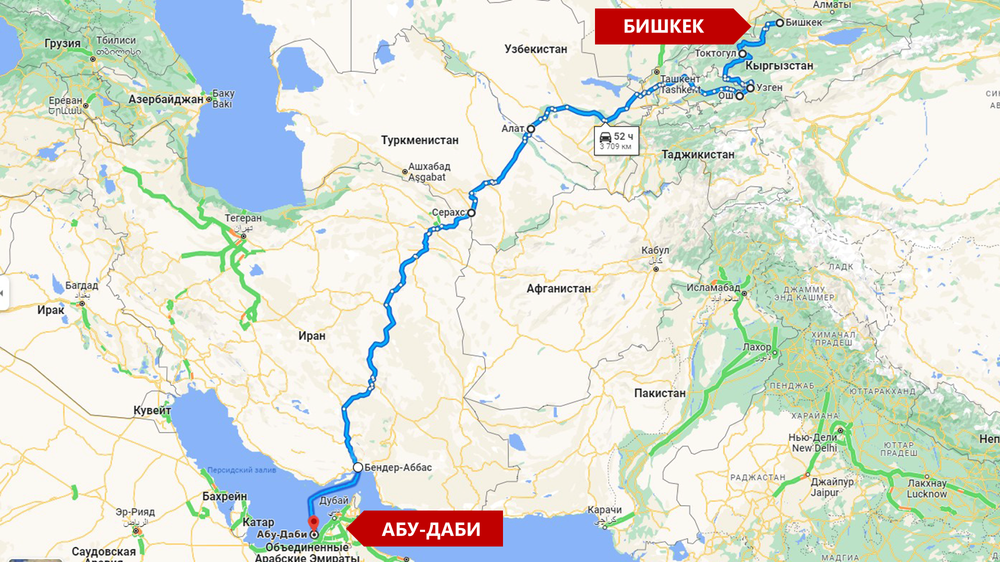 Алматы
БИШКЕК
Бишкек
Грузия
Тбилиси
თბილისი
Узбекистан
Токтогул
Кыргызстан
Ташкент
Tashkent
Узген
Ош
Баку
Bakı
Азербайджан
Ереван
Երևան
Алат
52 ч
3 709 км
Туркменистан
Таджикистан
Ашхабад
Aşgabat
Серахс
Тегеран
تهران
Кабул
کابل
ЛАДК
Багдад
بغداد
Афганистан
Исламабад
اسلام آباد
ДЖАММУ
ЭНД КАШМЕР
Ирак
Иран
ХИМАЧАЛ
ПРАДЕШ
Лахор
لاہور
Пакистан
ПЕНДЖАБ
ЮТТАРАКХАНД
Кувейт
ХАРАЙАНА
Нью-Дели
New Delhi
Неп
ЮТТАР
ПРАДЕШ
Бендер-Аббас
Персидский залив
РАДЖАСТАН
Джайпур
Jaipur
Лакхнау
Lucknow
Бахрейн
Дубай
دبي
Эр-Рияд
الرياض
Карачи
کراچی
Катар
Абу-Даби
АБУ-ДАБИ
Объединенные
Арабские Эмираты
Саудовская
Аравия
МАДГИА